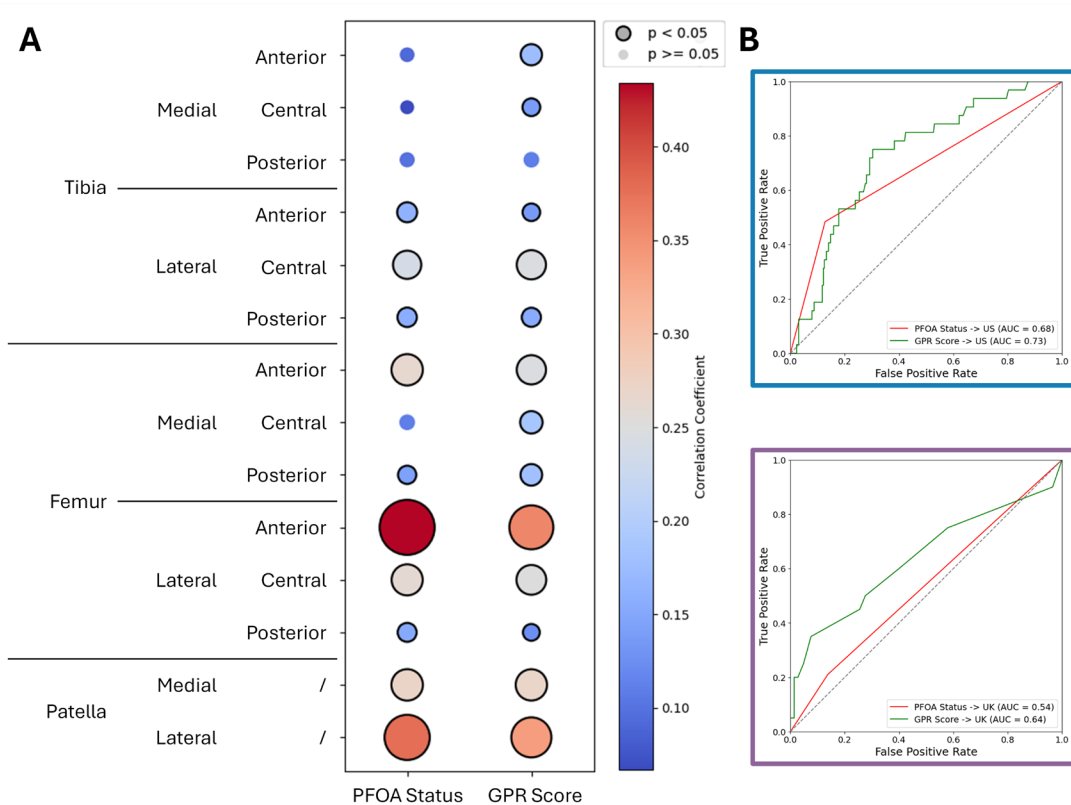 A
Anterior
Medial Central
Posterior
Tibia
Anterior
Lateral Central
Posterior
Anterior
Medial Central
Posterior
Femur
Anterior
Lateral Central
Posterior
Medial /
Patella
Lateral /
PFOA Status GPR Score
p < 0.05
p >= 0.05
0.40
0.35
0.30
0.25
0.20
0.15
0.10
Correlation Coefficient
B
1.0
0.8
0.6
0.4
0.2
0.0
True Positive Rate
PFOA Status -> US (AUC = 0.68)
GPR Score -> US (AUC = 0.73)
0.0 0.2 0.4 0.6 0.8 1.0
False Positive Rate
1.0
0.8
0.6
0.4
0.2
0.0
True Positive Rate
PFOA Status -> UK (AUC = 0.54)
GPR Score -> UK (AUC = 0.64)
0.0 0.2 0.4 0.6 0.8 1.0
False Positive Rate